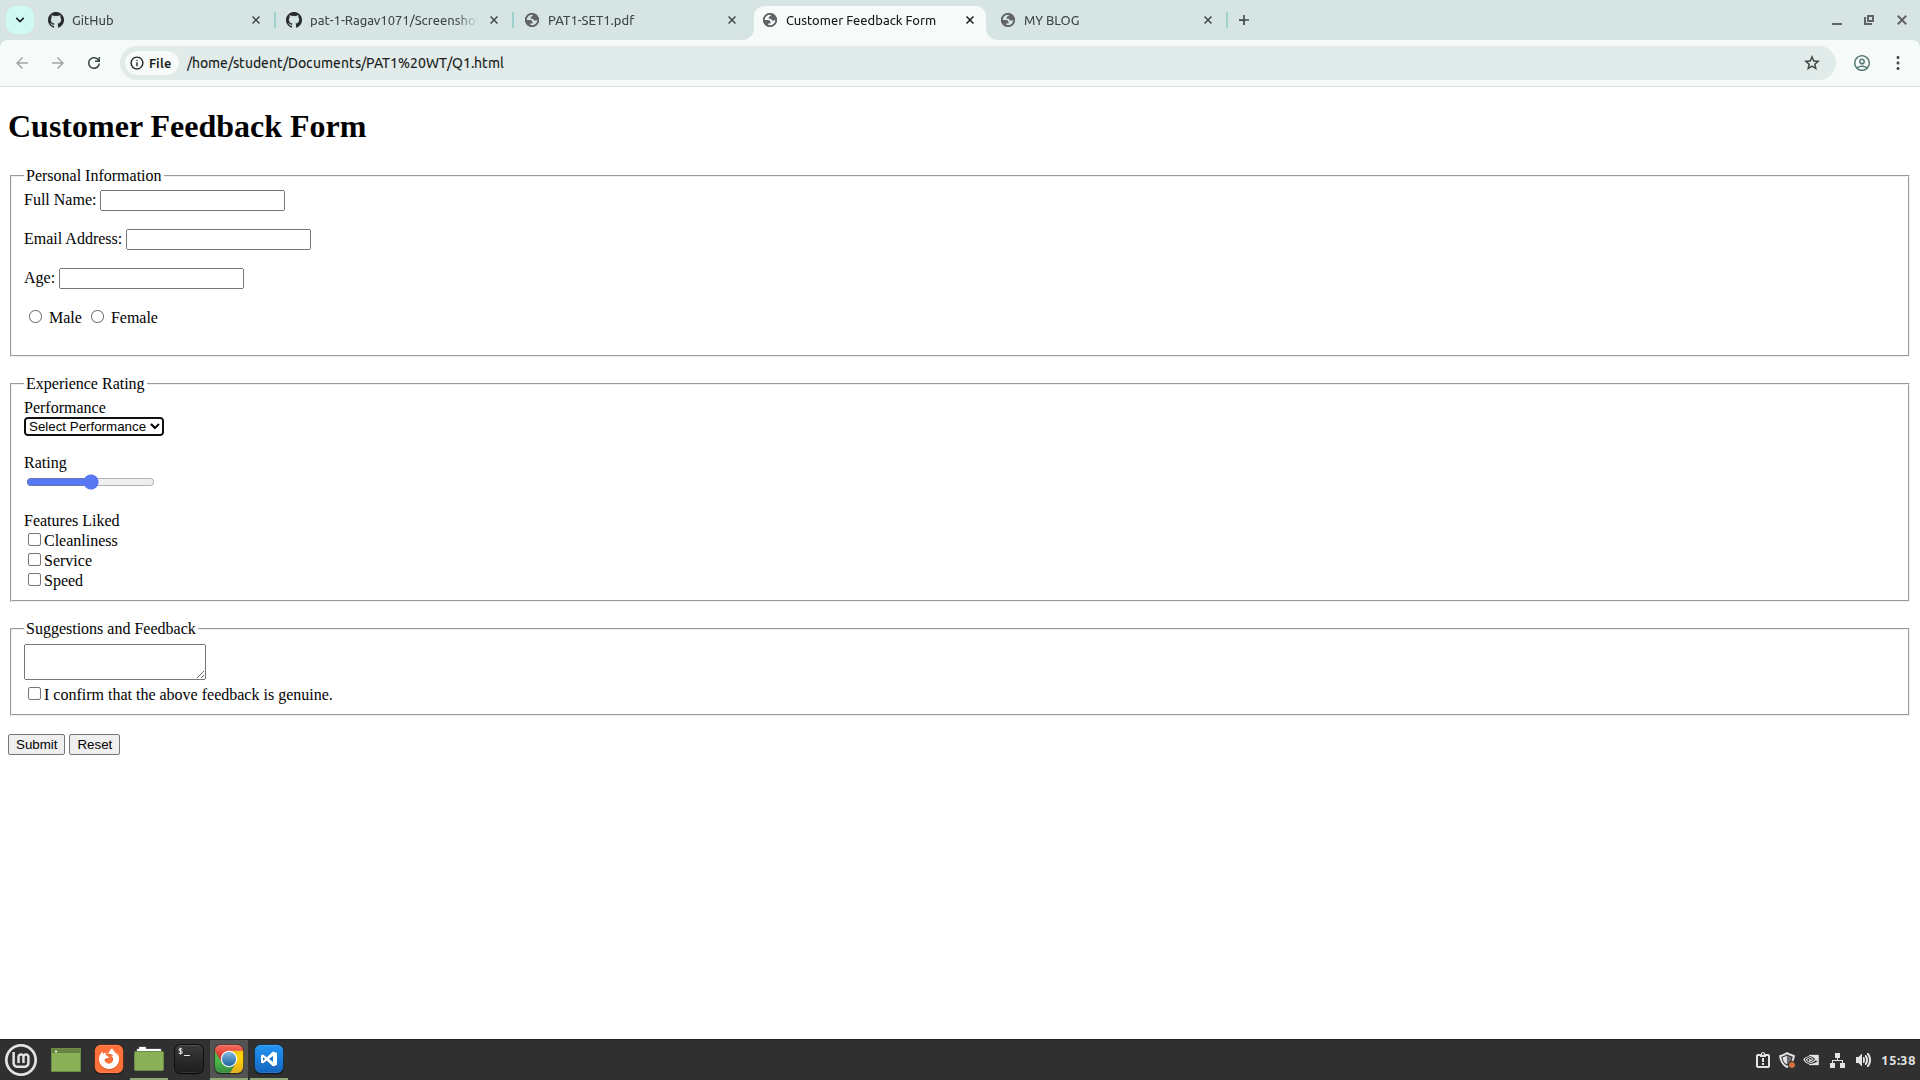 GitHub
pat-1-Ragav1071/Screensho
PAT1-SET1.pdf
Customer Feedback Form
MY BLOG
File
/home/student/Documents/PAT1%20WT/Q1.html
Customer Feedback Form
Personal Information
Full Name:
Email Address:
Age:
Male Female
Experience Rating
Performance
Select Performance
Rating
Features Liked
Cleanliness
Service
Speed
Suggestions and Feedback
I confirm that the above feedback is genuine.
Submit Reset
$_
15:38